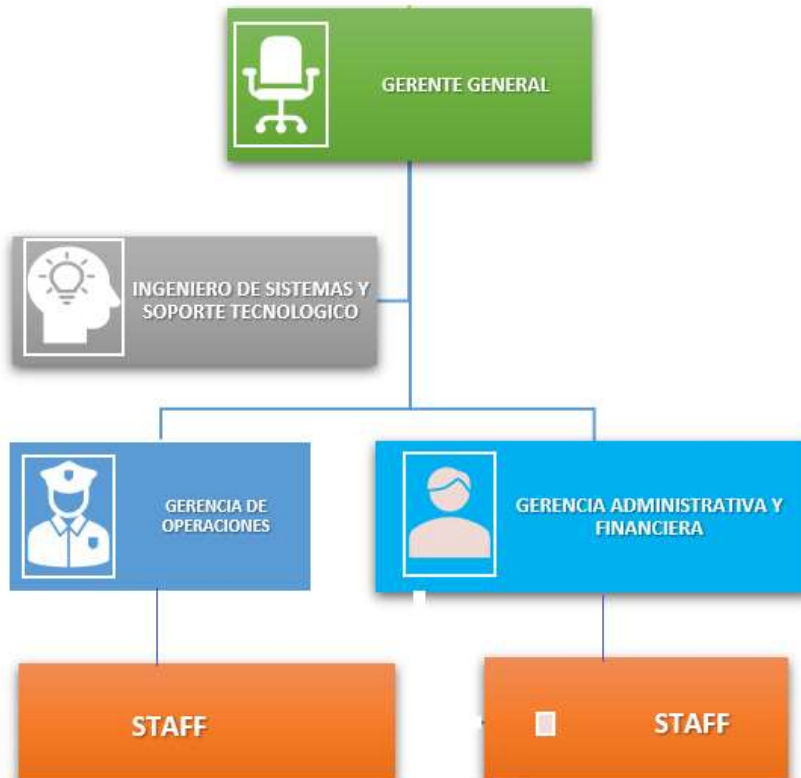 GERENTE GENERAL
INGENIERO DE SISTEMAS Y
SOPORTE TECNOLOGICO
GERENCIA DE
OPERACIONES
GERENCIA ADMINISTRATIVA Y
FINANCIERA
STAFF
STAFF